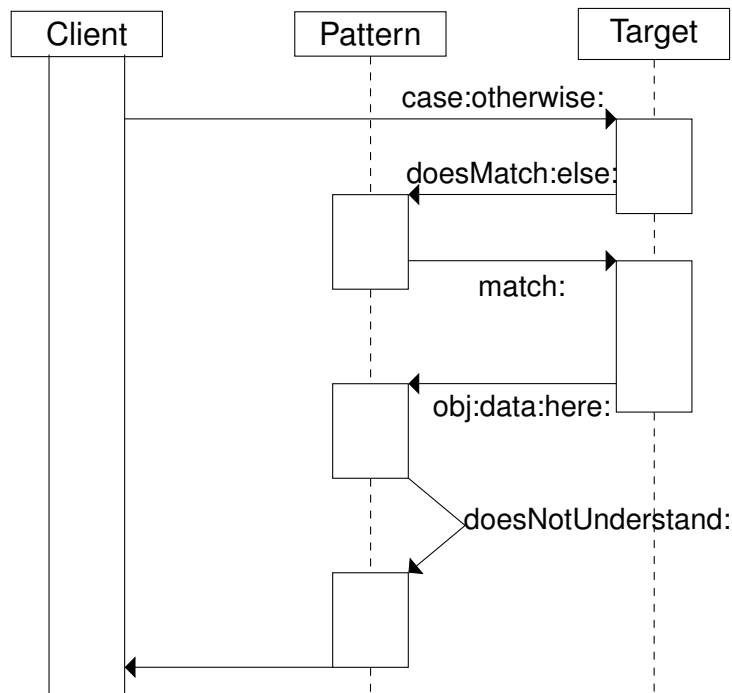 Client
Pattern
Target
case:otherwise:
doesMatch:else:
match:
obj:data:here:
doesNotUnderstand: